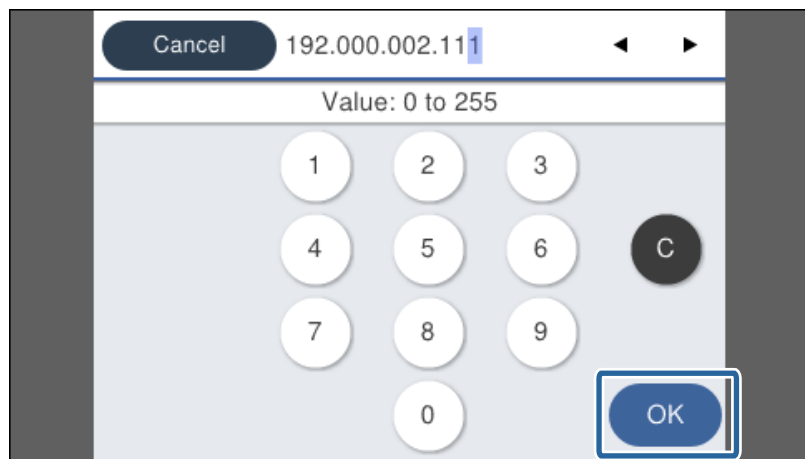 Cancel 192.000.002.111 ◀ ▶
Value: 0 to 255
1 2 3
4 5 6 C
7 8 9
0 OK